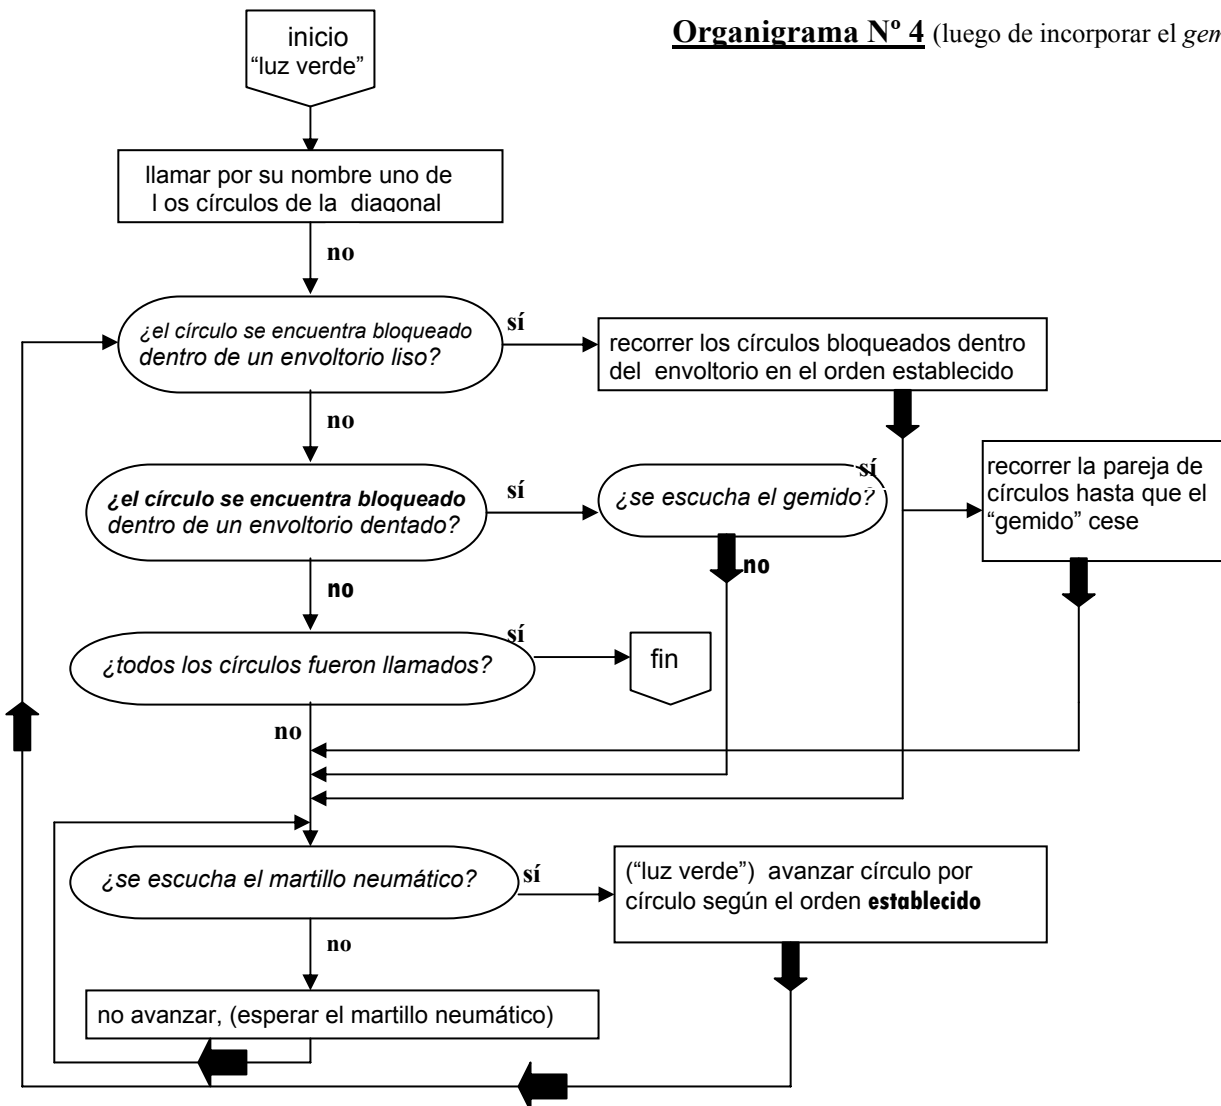 Organigrama Nº 4 (luego de incorporar el gem
inicio
“luz verde”
llamar por su nombre uno de
l os círculos de la diagonal
no
¿el círculo se encuentra bloqueado
dentro de un envoltorio liso?
sí
recorrer los círculos bloqueados dentro
del envoltorio en el orden establecido
no
¿el círculo se encuentra bloqueado
dentro de un envoltorio dentado?
sí
¿se escucha el gemido?
sí
recorrer la pareja de
círculos hasta que el
“gemido” cese
no
no
¿todos los círculos fueron llamados?
sí
fin
no
¿se escucha el martillo neumático?
sí
(“luz verde”) avanzar círculo por
círculo según el orden establecido
no
no avanzar, (esperar el martillo neumático)